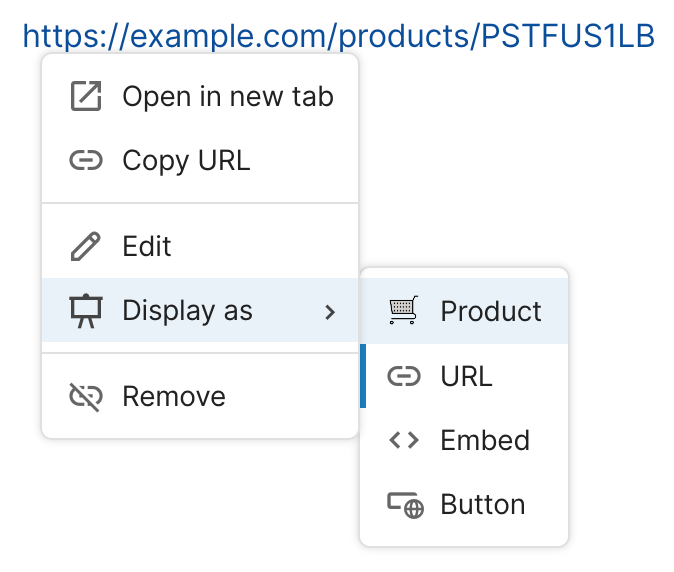 https://example.com/products/PSTFUS1LB
Open in new tab
Copy URL
Edit
Display as
Remove
Product
URL
Embed
Button